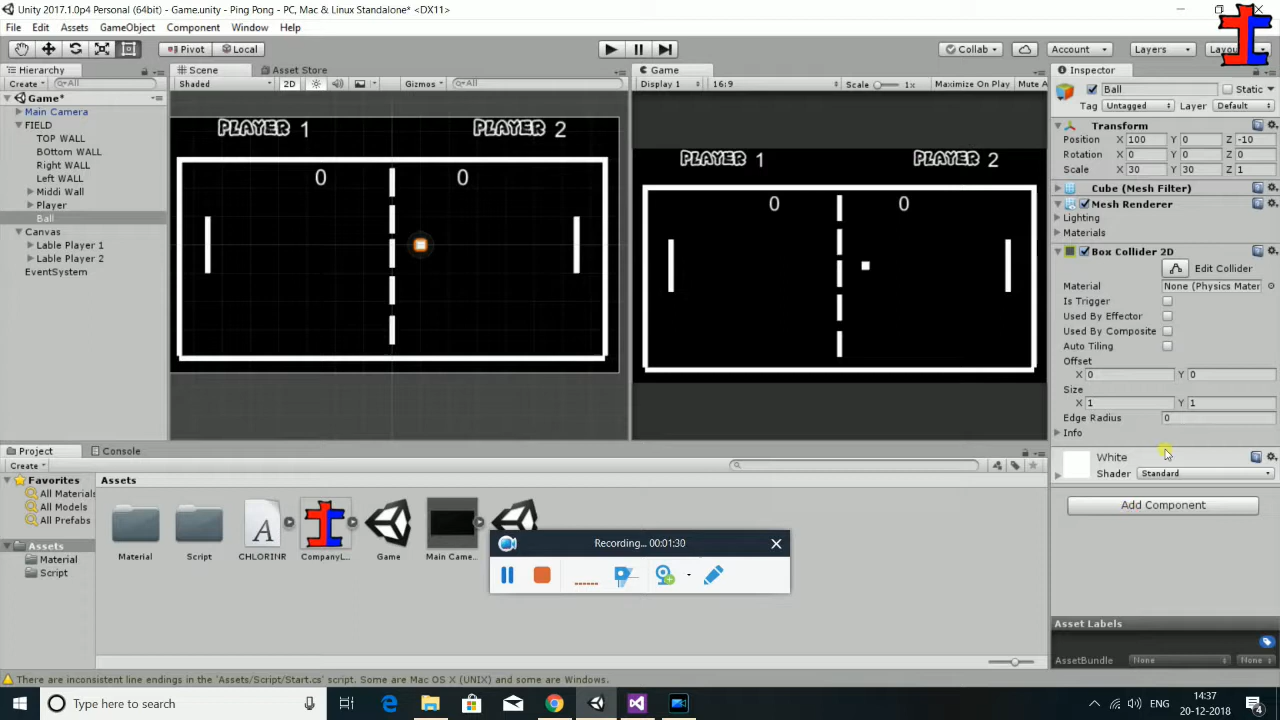 Unity 2017.1.0p4 Personal (64bit) - Game.unity - Ping Pong - PC, Mac & Linux Standalone* <DX11>
File Edit Assets GameObject Component Window Help
Pivot Local Collab Account Layers Layou
Hierarchy
Create All
Game*
Main Camera
FIELD
TOP WALL
BOttom WALL
Right WALL
Left WALL
Middi Wall
Player
Ball
Canvas
Lable Player 1
Lable Player 2
EventSystem
Scene Asset Store
Shaded 2D Gizmos All
PLAYER 1 PLAYER 2
0 0
Game
Display 1 16:9 Scale 1x Maximize On Play Mute A
PLAYER 1 PLAYER 2
0 0
Inspector
Ball Static
Tag Untagged Layer Default
Transform
Position X 100 Y 0 Z -10
Rotation X 0 Y 0 Z 0
Scale X 30 Y 30 Z 1
Cube (Mesh Filter)
Mesh Renderer
Lighting
Materials
Box Collider 2D
Edit Collider
Material None (Physics Mater
Is Trigger
Used By Effector
Used By Composite
Auto Tiling
Offset
X 0 Y 0
Size
X 1 Y 1
Edge Radius 0
Info
White
Shader Standard
Add Component
Asset Labels
AssetBundle None None
Project Console
Create
Favorites
All Materials
All Models
All Prefabs
Assets
Material
Script
Assets
Material Script CHLORINR CompanyL... Game Main Came...
Recording... 00:01:30
There are inconsistent line endings in the 'Assets/Script/Start.cs' script. Some are Mac OS X (UNIX) and some are Windows.
Type here to search
ENG 14:37
20-12-2018
4